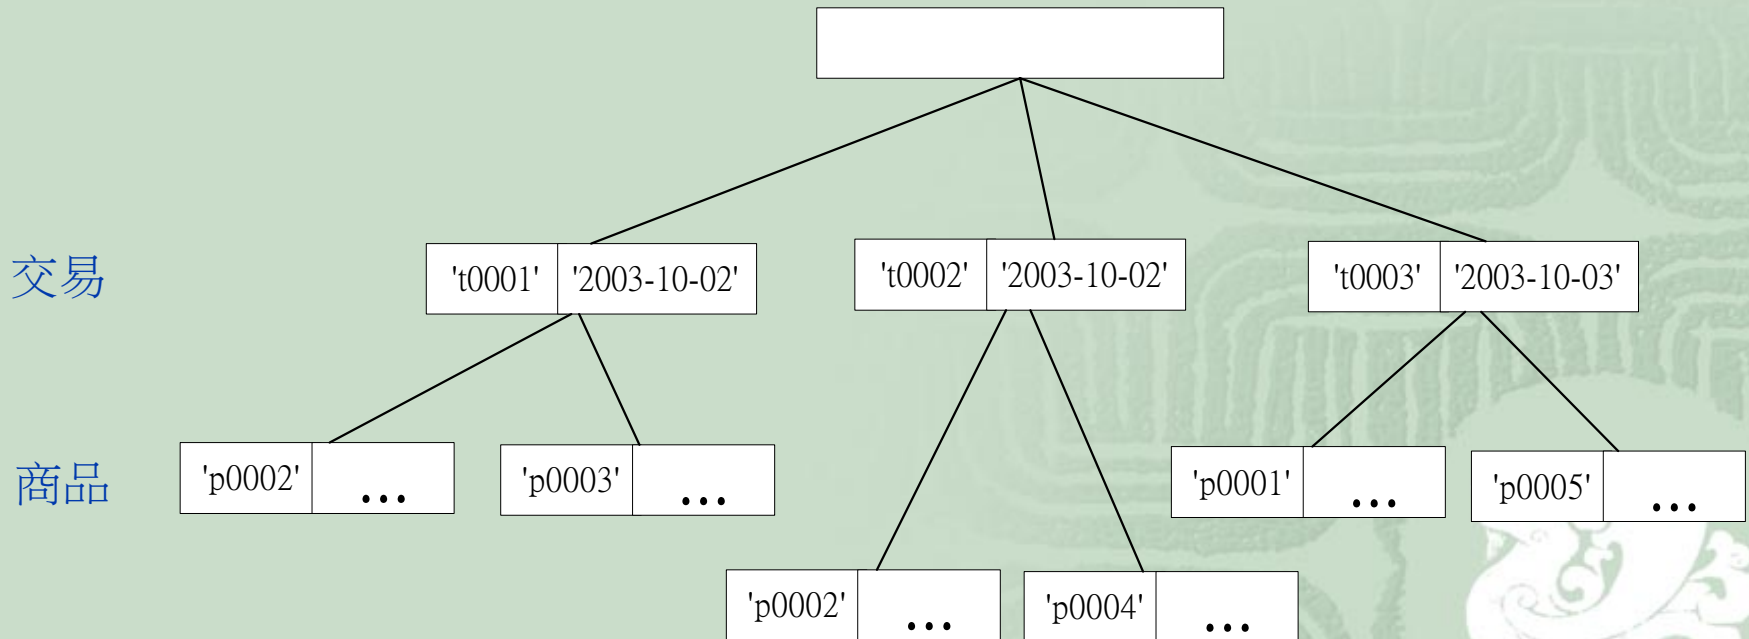 交易
't0001' '2003-10-02'
't0002' '2003-10-02'
't0003' '2003-10-03'
商品
'p0002' ...
'p0003' ...
'p0001' ...
'p0005' ...
'p0002' ...
'p0004' ...